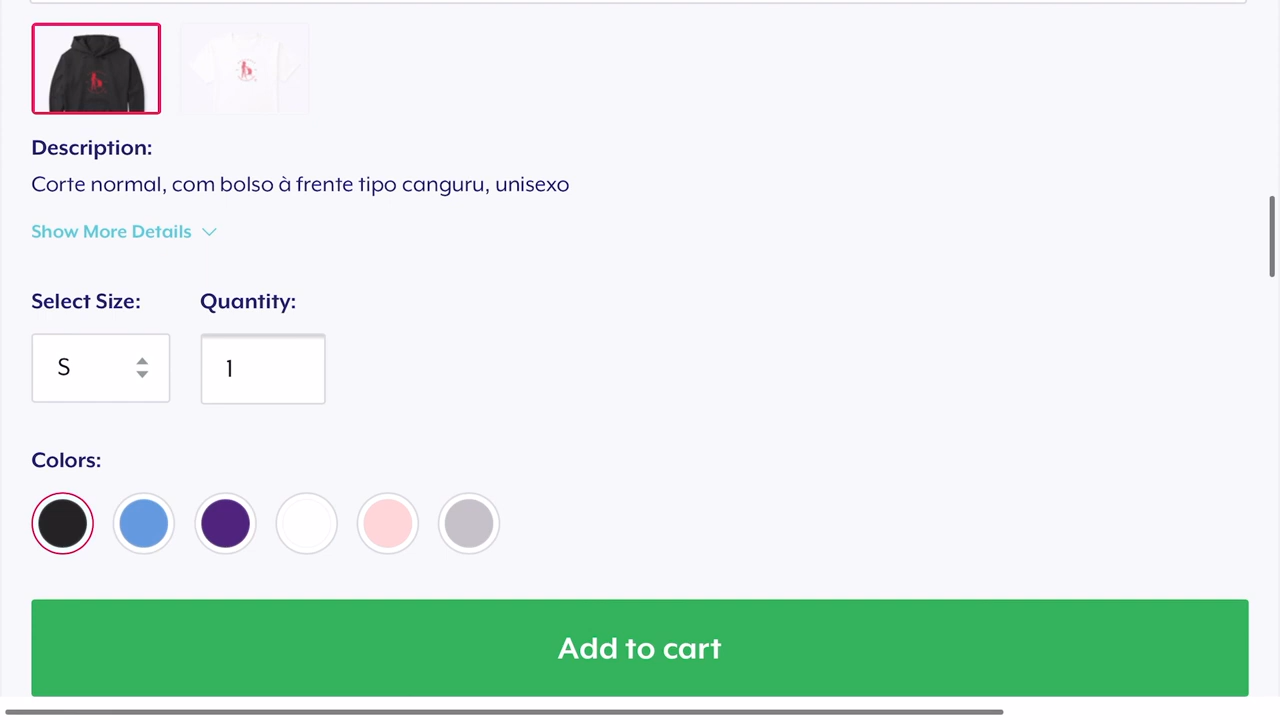 Description:
Corte normal, com bolso à frente tipo canguru, unisexo
Show More Details
Select Size: Quantity:
S 1
Colors:
Add to cart